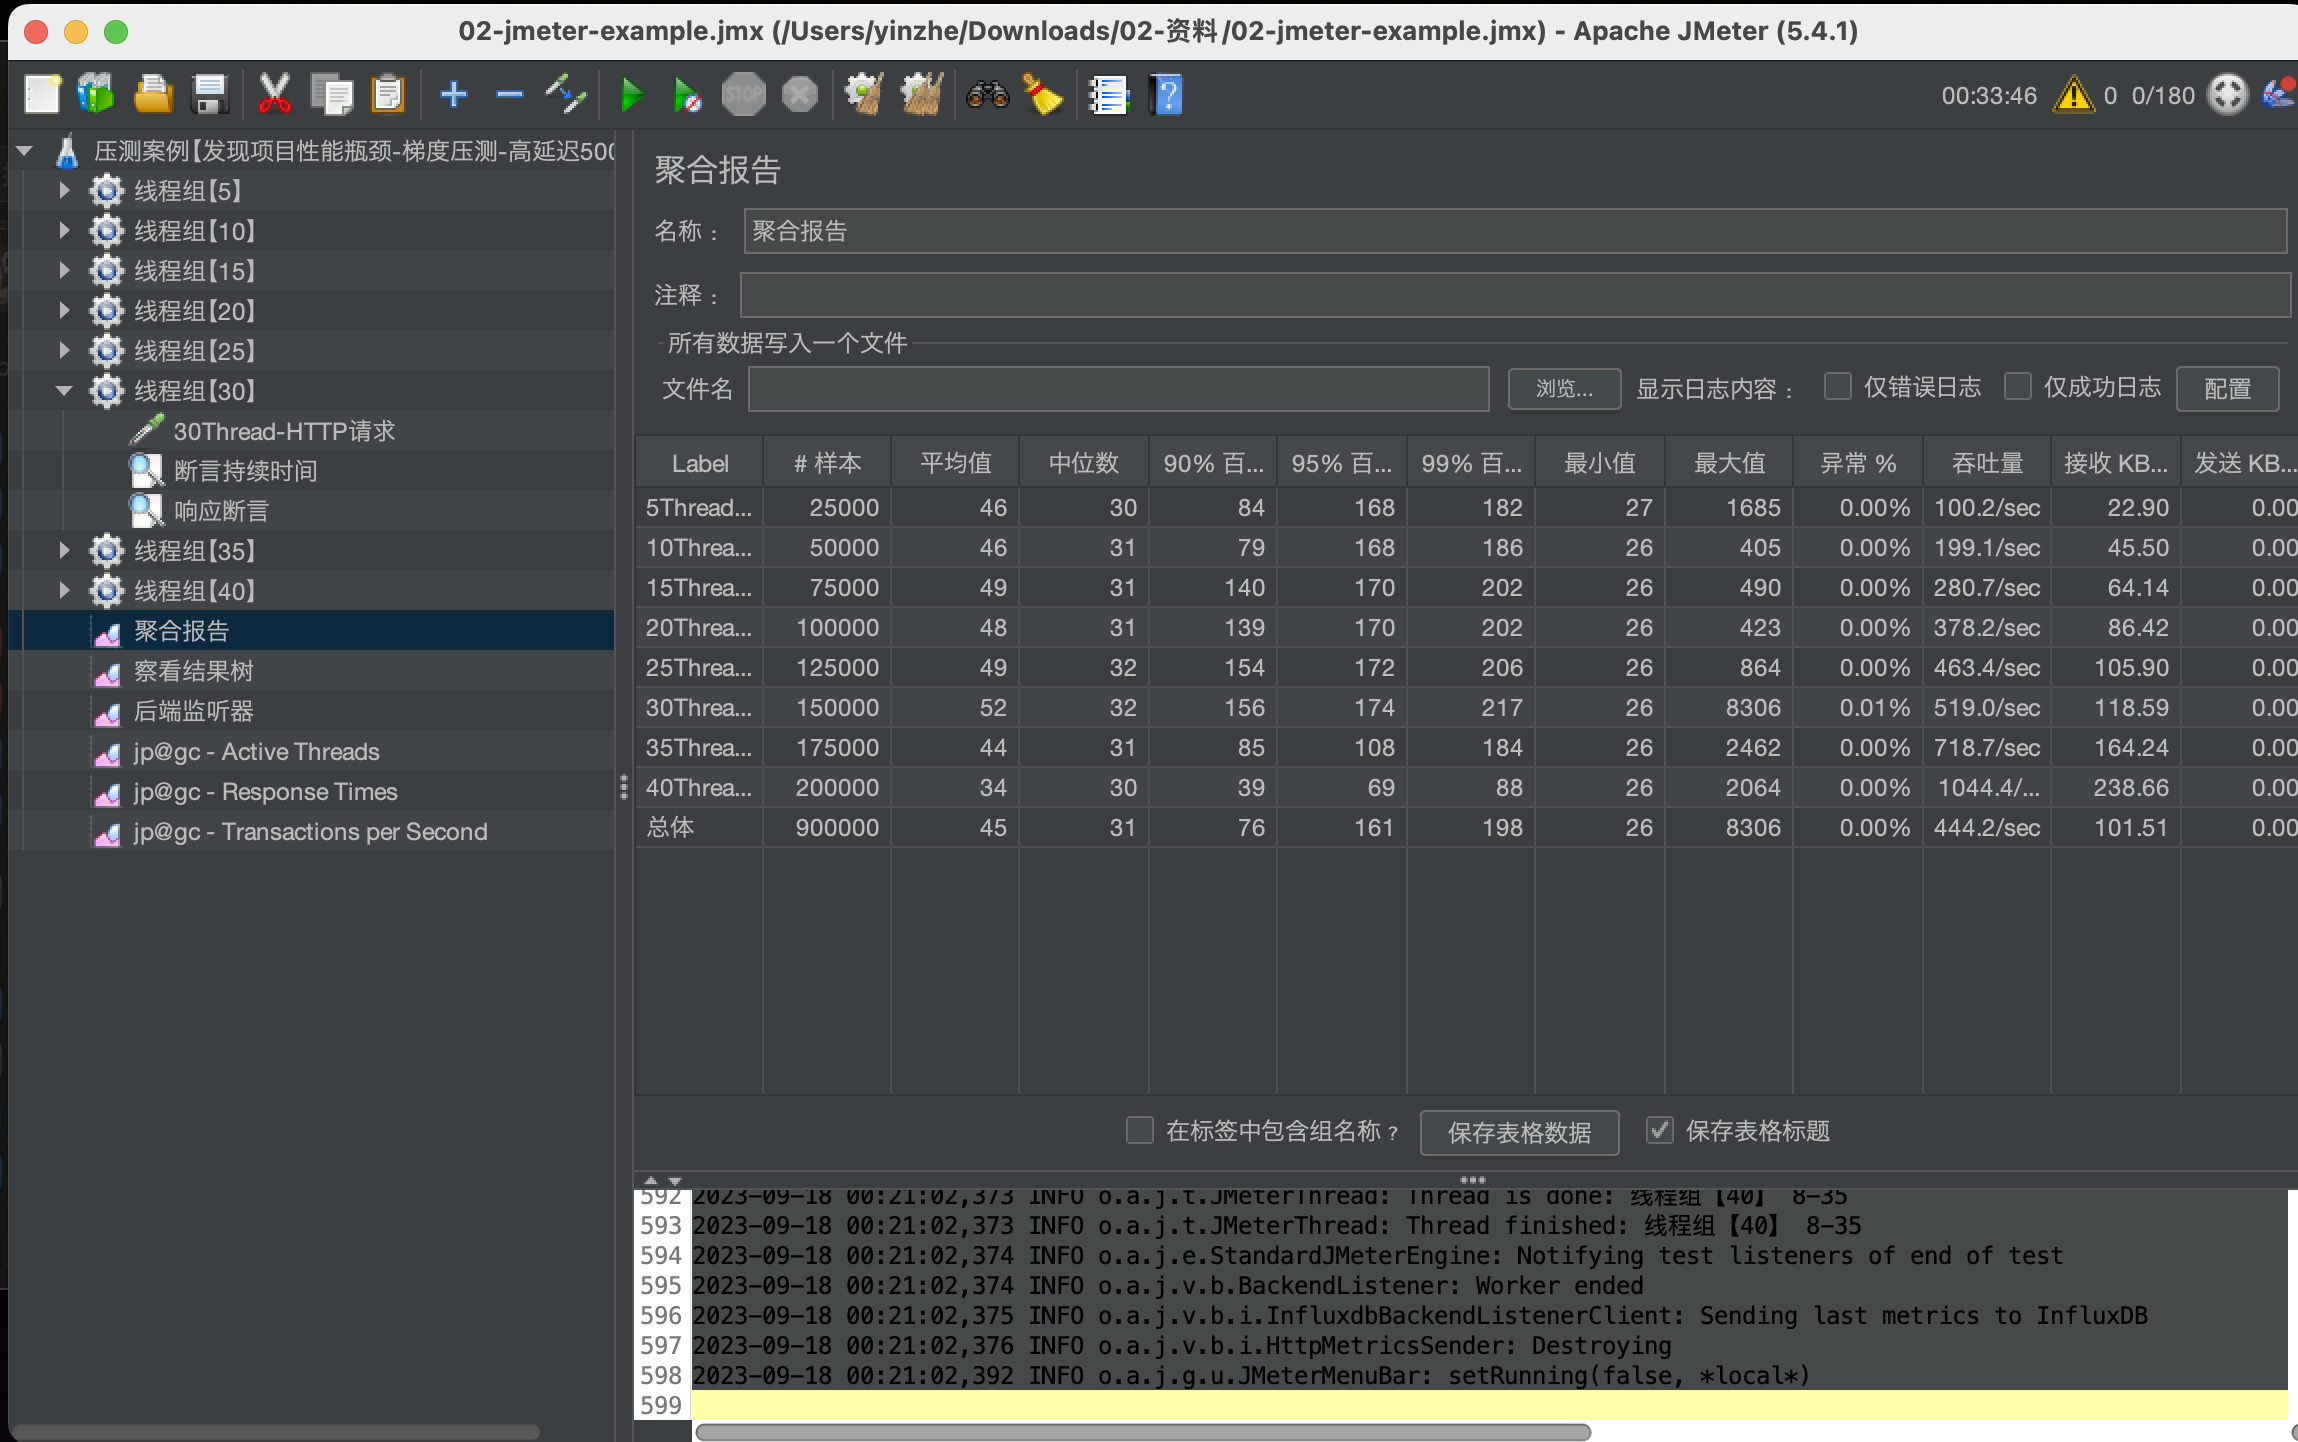 02-jmeter-example.jmx (/Users/yinzhe/Downloads/02-资料/02-jmeter-example.jmx) - Apache JMeter (5.4.1)
STOP
00:33:46 0 0/180
压测案例【发现项目性能瓶颈-梯度压测-高延迟500
线程组【5】
线程组【10】
线程组【15】
线程组【20】
线程组【25】
线程组【30】
30Thread-HTTP请求
断言持续时间
响应断言
线程组【35】
线程组【40】
聚合报告
察看结果树
后端监听器
jp@gc - Active Threads
jp@gc - Response Times
jp@gc - Transactions per Second
聚合报告
名称： 聚合报告
注释：
所有数据写入一个文件
文件名 浏览... 显示日志内容： 仅错误日志 仅成功日志 配置
Label # 样本 平均值 中位数 90% 百... 95% 百... 99% 百... 最小值 最大值 异常 % 吞吐量 接收 KB... 发送 KB...
5Thread... 25000 46 30 84 168 182 27 1685 0.00% 100.2/sec 22.90 0.00
10Threa... 50000 46 31 79 168 186 26 405 0.00% 199.1/sec 45.50 0.00
15Threa... 75000 49 31 140 170 202 26 490 0.00% 280.7/sec 64.14 0.00
20Threa... 100000 48 31 139 170 202 26 423 0.00% 378.2/sec 86.42 0.00
25Threa... 125000 49 32 154 172 206 26 864 0.00% 463.4/sec 105.90 0.00
30Threa... 150000 52 32 156 174 217 26 8306 0.01% 519.0/sec 118.59 0.00
35Threa... 175000 44 31 85 108 184 26 2462 0.00% 718.7/sec 164.24 0.00
40Threa... 200000 34 30 39 69 88 26 2064 0.00% 1044.4/... 238.66 0.00
总体 900000 45 31 76 161 198 26 8306 0.00% 444.2/sec 101.51 0.00
在标签中包含组名称？ 保存表格数据 保存表格标题
592 2023-09-18 00:21:02,373 INFO o.a.j.t.JMeterThread: Thread is done: 线程组【40】 8-35
593 2023-09-18 00:21:02,373 INFO o.a.j.t.JMeterThread: Thread finished: 线程组【40】 8-35
594 2023-09-18 00:21:02,374 INFO o.a.j.e.StandardJMeterEngine: Notifying test listeners of end of test
595 2023-09-18 00:21:02,374 INFO o.a.j.v.b.BackendListener: Worker ended
596 2023-09-18 00:21:02,375 INFO o.a.j.v.b.i.InfluxdbBackendListenerClient: Sending last metrics to InfluxDB
597 2023-09-18 00:21:02,376 INFO o.a.j.v.b.i.HttpMetricsSender: Destroying
598 2023-09-18 00:21:02,392 INFO o.a.j.g.u.JMeterMenuBar: setRunning(false, *local*)
599